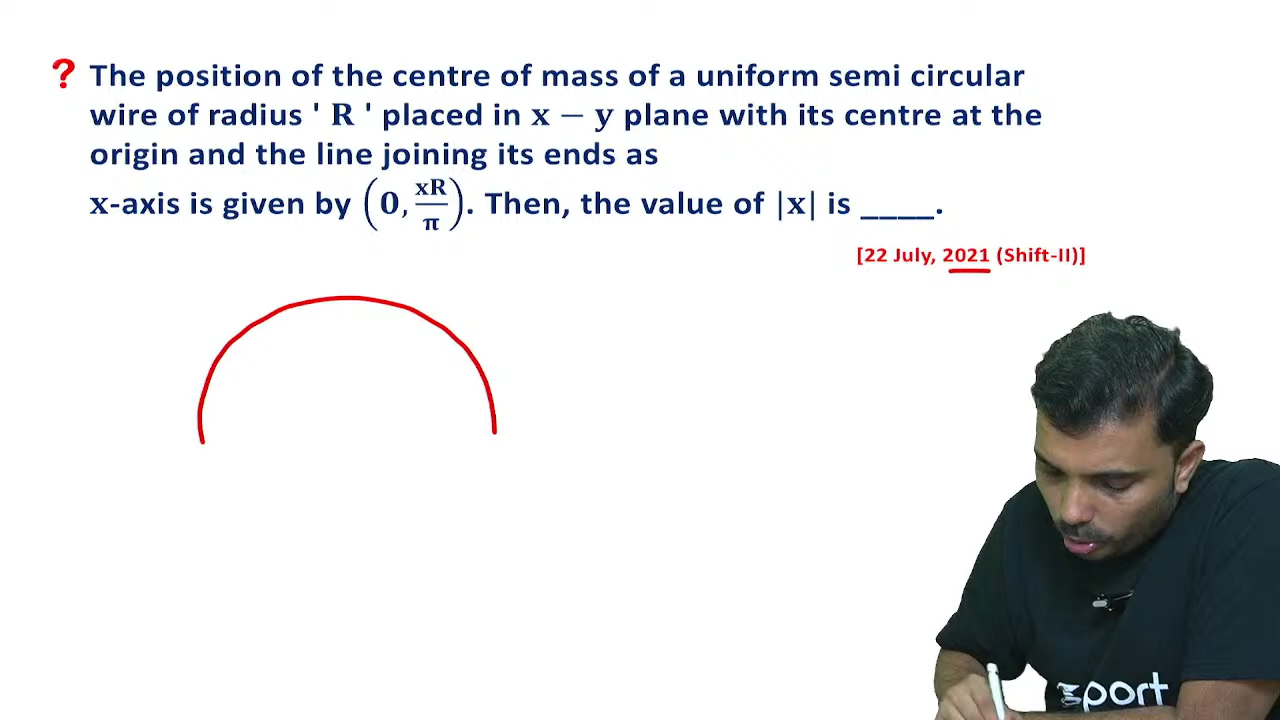 ? The position of the centre of mass of a uniform semi circular
wire of radius ' R ' placed in x − y plane with its centre at the
origin and the line joining its ends as
x-axis is given by (0, xR/π). Then, the value of |x| is ____.
[22 July, 2021 (Shift-II)]
port